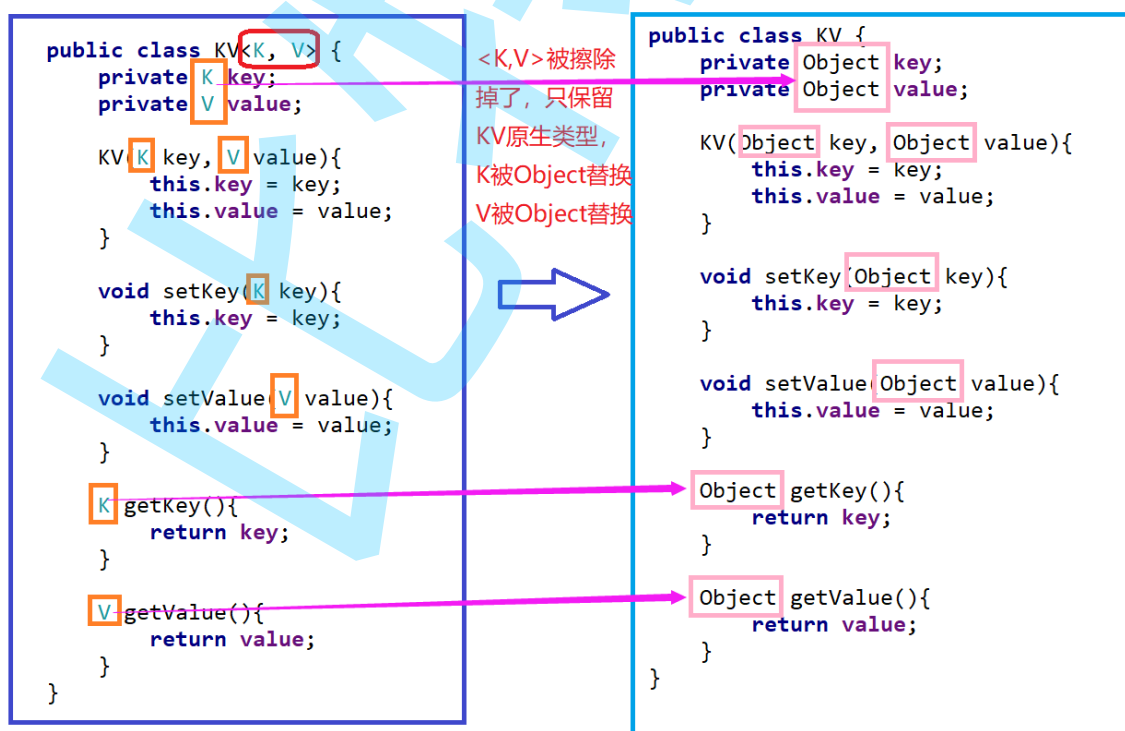 public class KV<K, V> {
    private K key;
    private V value;
    KV(K key, V value){
        this.key = key;
        this.value = value;
    }
    void setKey(K key){
        this.key = key;
    }
    void setValue(V value){
        this.value = value;
    }
    K getKey(){
        return key;
    }
    V getValue(){
        return value;
    }
}
<K,V>被擦除
掉了，只保留
KV原生类型，
K被Object替换
V被Object替换
public class KV {
    private Object key;
    private Object value;
    KV(Object key, Object value){
        this.key = key;
        this.value = value;
    }
    void setKey(Object key){
        this.key = key;
    }
    void setValue(Object value){
        this.value = value;
    }
    Object getKey(){
        return key;
    }
    Object getValue(){
        return value;
    }
}